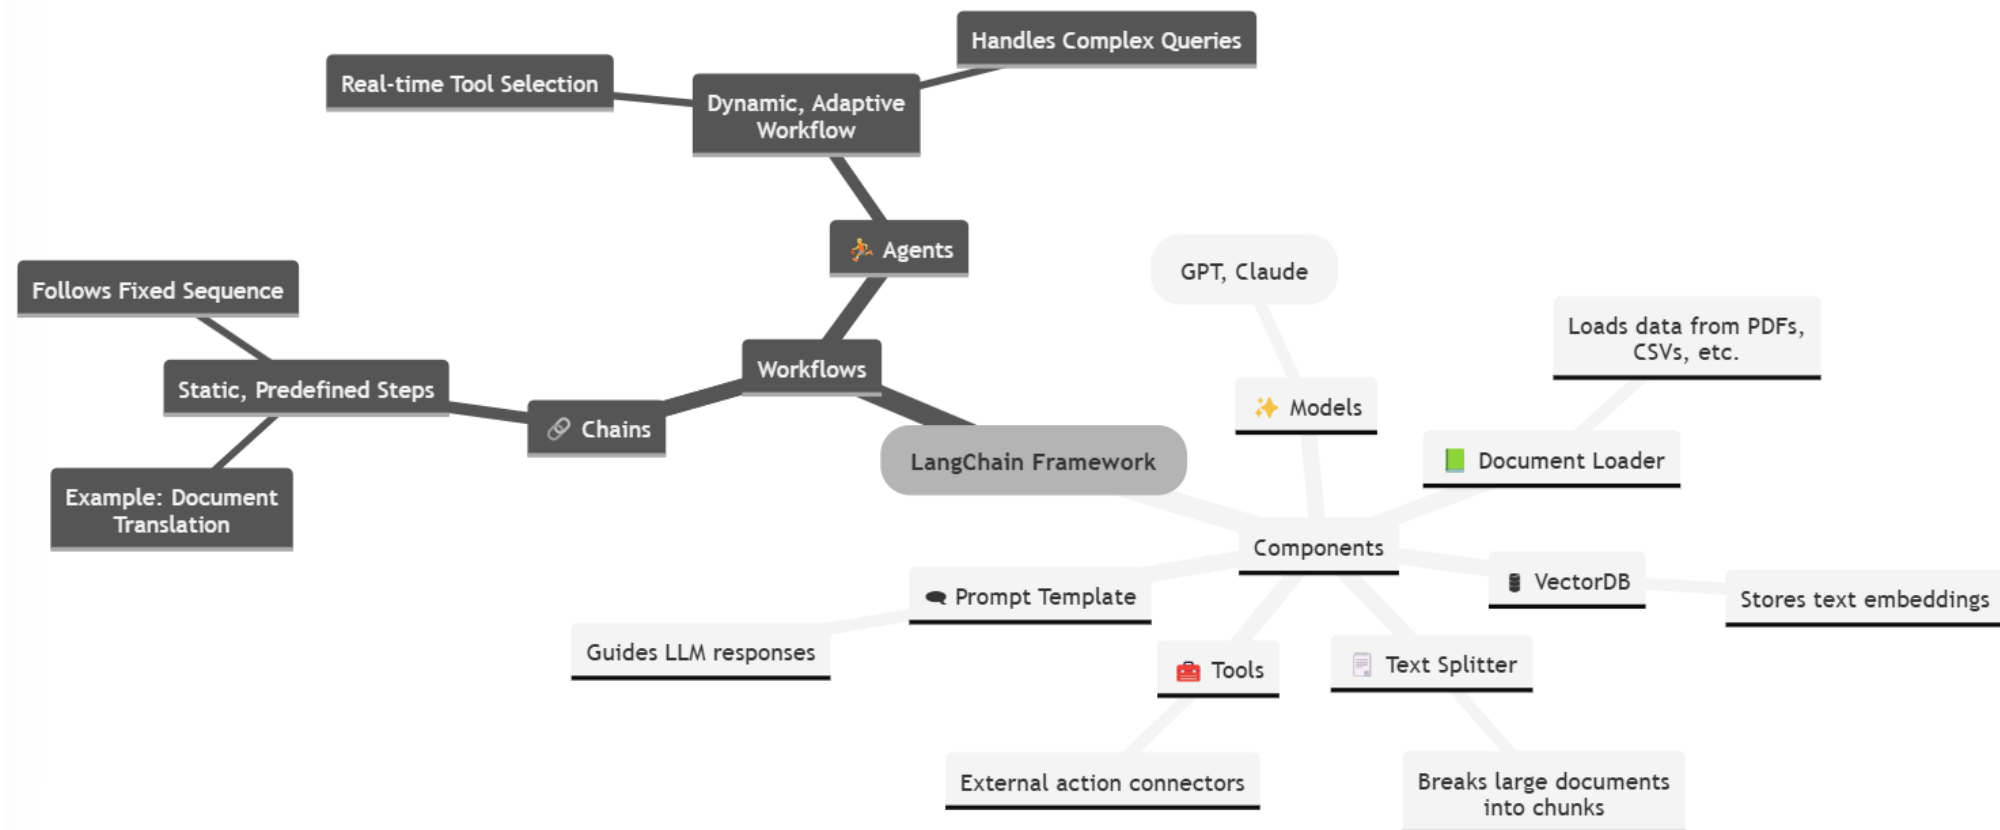 Handles Complex Queries
Real-time Tool Selection
Dynamic, Adaptive
Workflow
Agents
GPT, Claude
Follows Fixed Sequence
Loads data from PDFs,
CSVs, etc.
Workflows
Static, Predefined Steps
Models
Chains
LangChain Framework
Document Loader
Example: Document
Translation
Components
VectorDB
Prompt Template
Stores text embeddings
Guides LLM responses
Tools
Text Splitter
External action connectors
Breaks large documents
into chunks